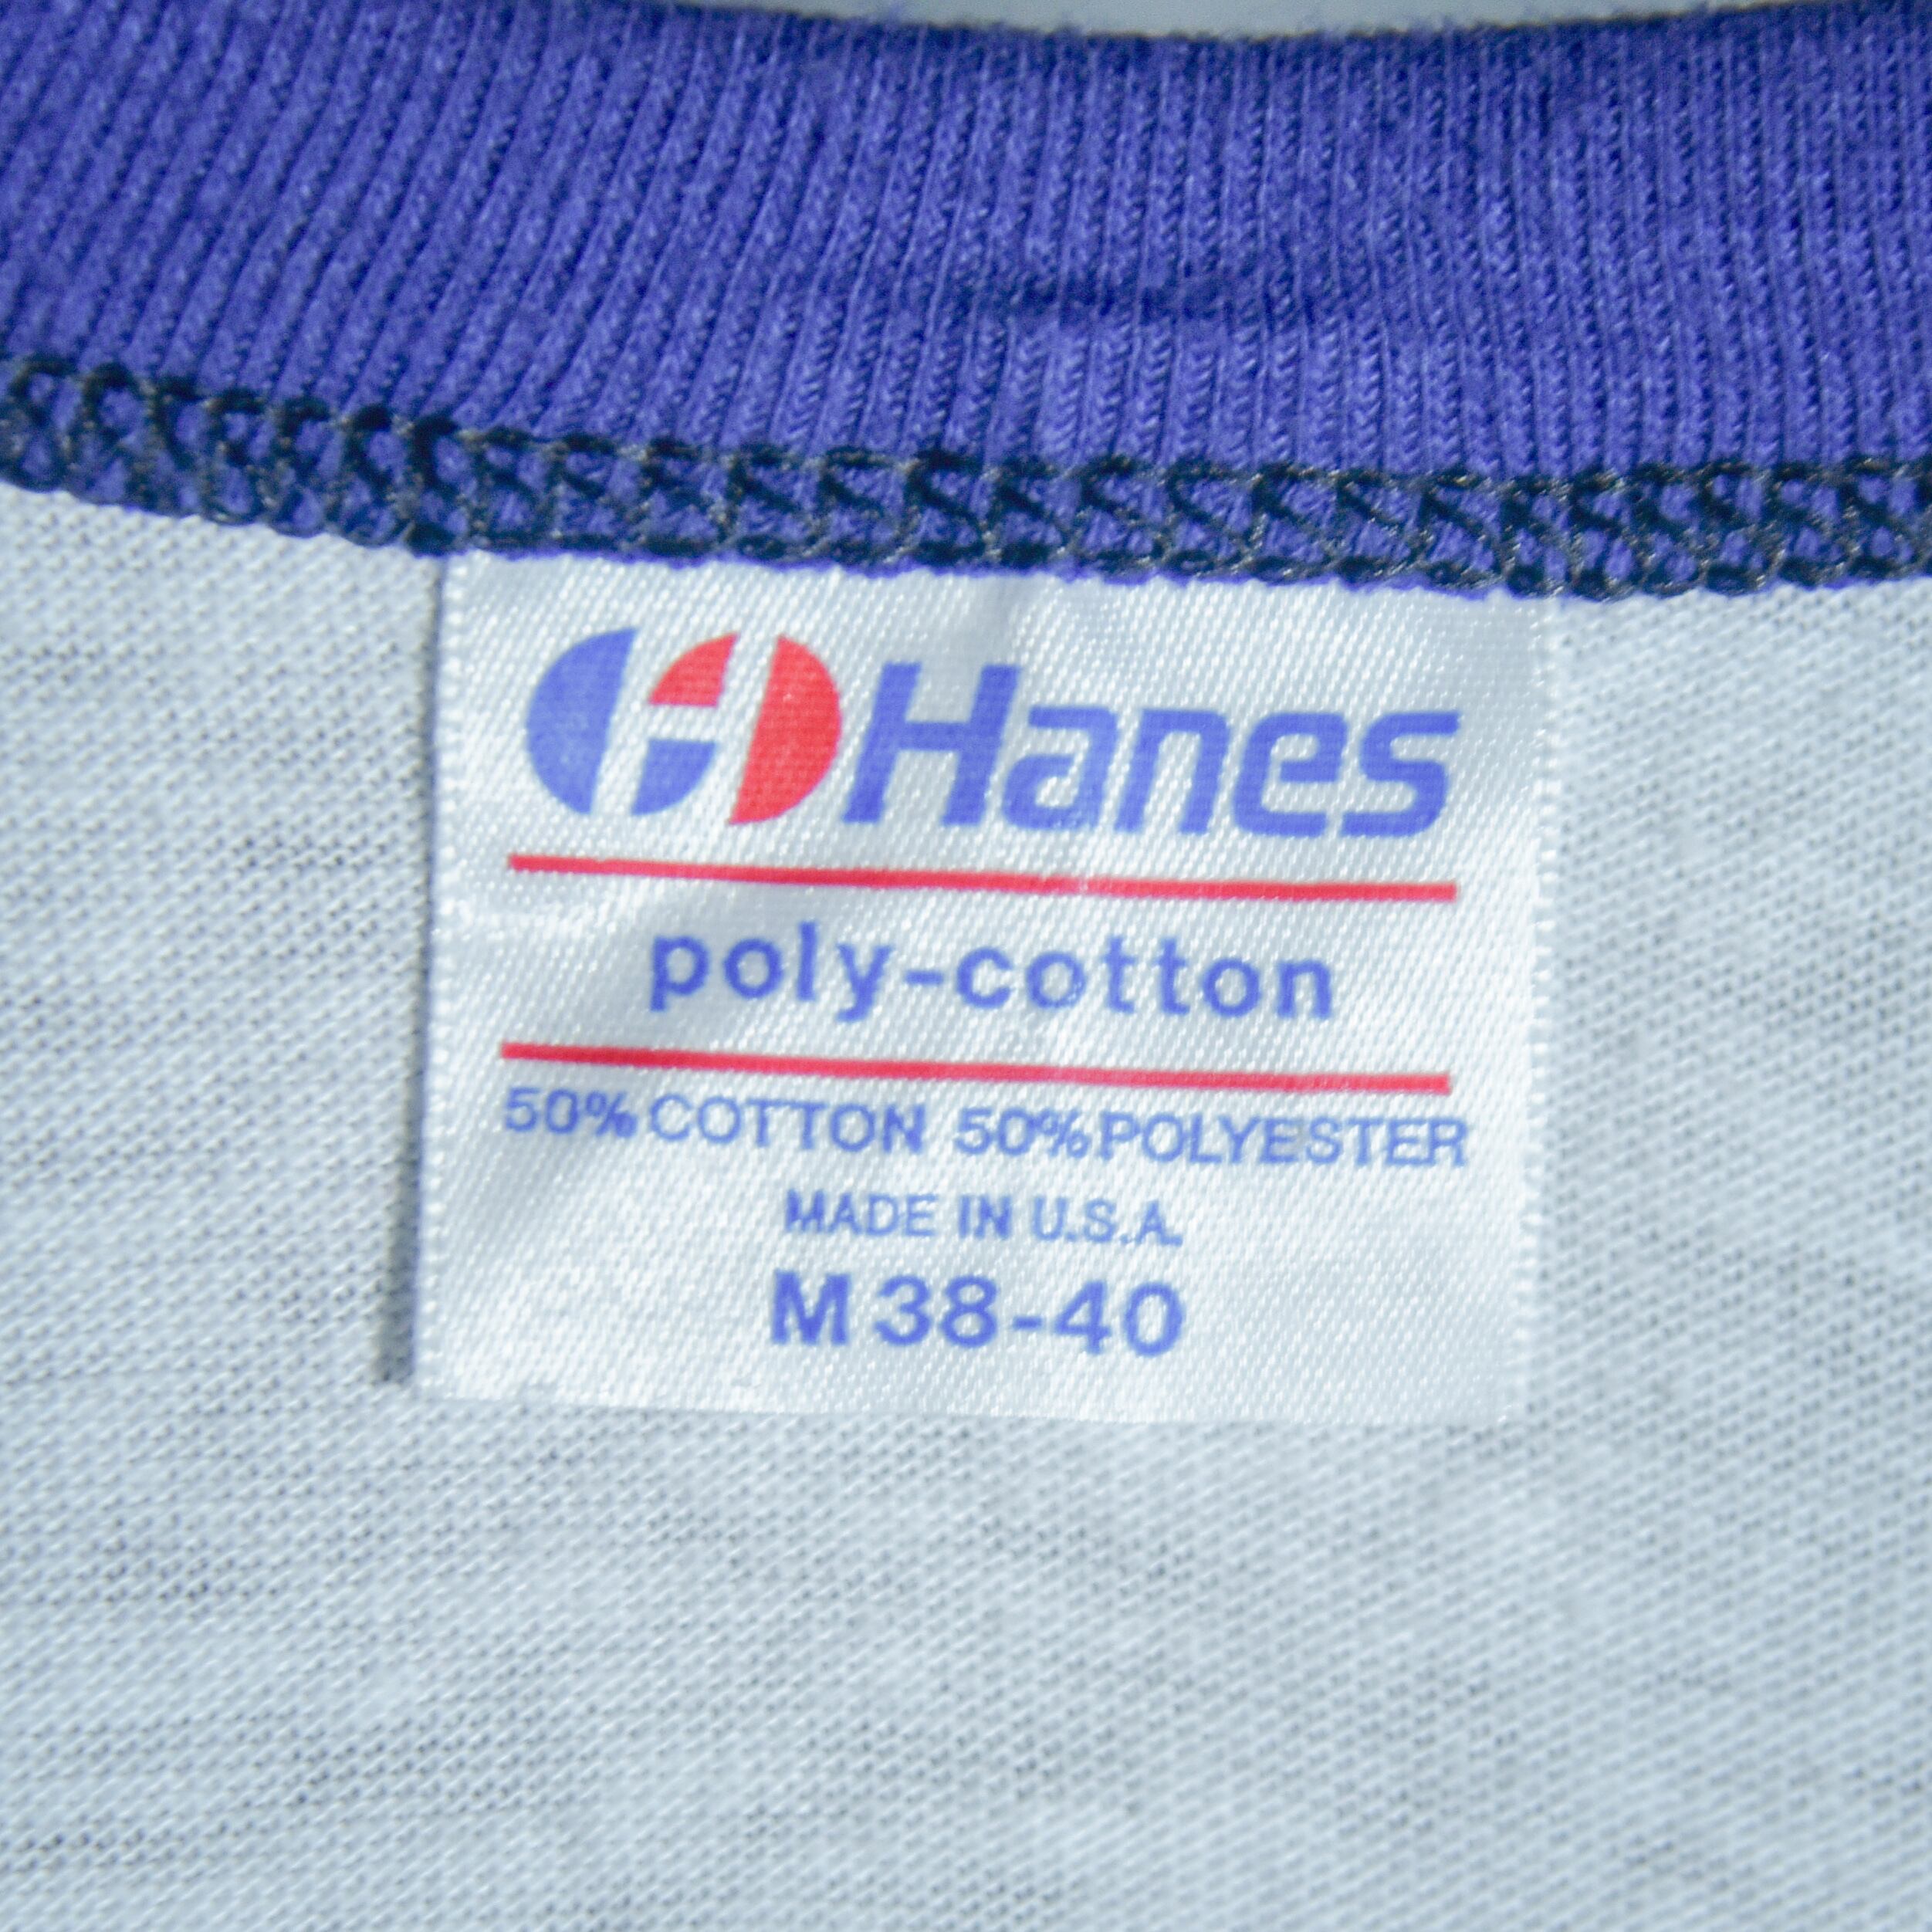 Hanes
poly-cotton
50% COTTON 50% POLYESTER
MADE IN U.S.A.
M 38-40